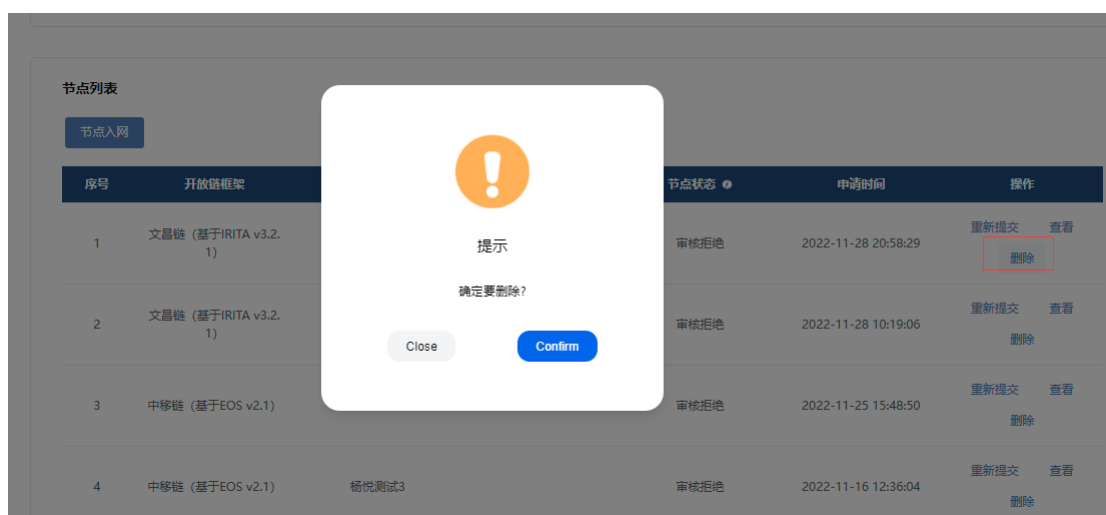 节点列表
节点入网
序号 开放链框架 节点状态 申请时间 操作
1 文昌链（基于IRITA v3.2.
1） 审核拒绝 2022-11-28 20:58:29 重新提交 查看
删除
2 文昌链（基于IRITA v3.2.
1） 审核拒绝 2022-11-28 10:19:06 重新提交 查看
删除
3 中移链（基于EOS v2.1） 审核拒绝 2022-11-25 15:48:50 重新提交 查看
删除
4 中移链（基于EOS v2.1） 杨悦测试3 审核拒绝 2022-11-16 12:36:04 重新提交 查看
删除
提示
确定要删除?
Close Confirm